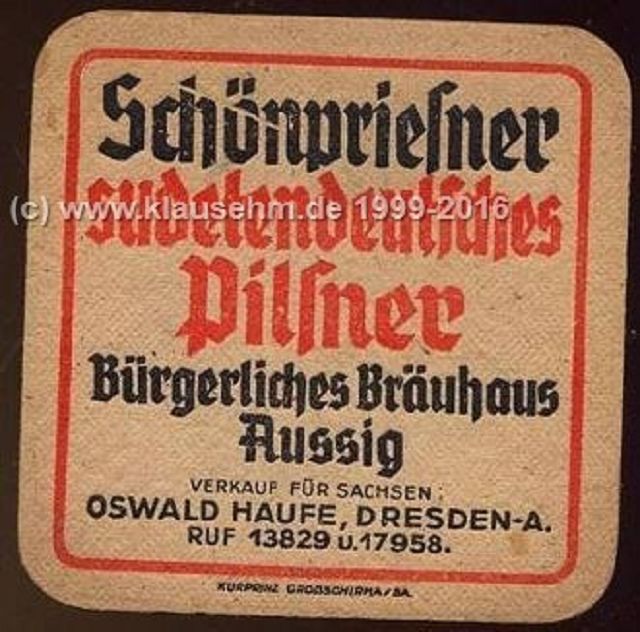 Schönprieſner
(c) www.klausehm.de 1999-2016
sudetendeutſches
Pilſner
Bürgerliches Bräuhaus
Aussig
VERKAUF FÜR SACHSEN:
OSWALD HAUFE, DRESDEN-A.
RUF 13829 u. 17958.
KURPRINZ GROßSCHIRMA/SA.